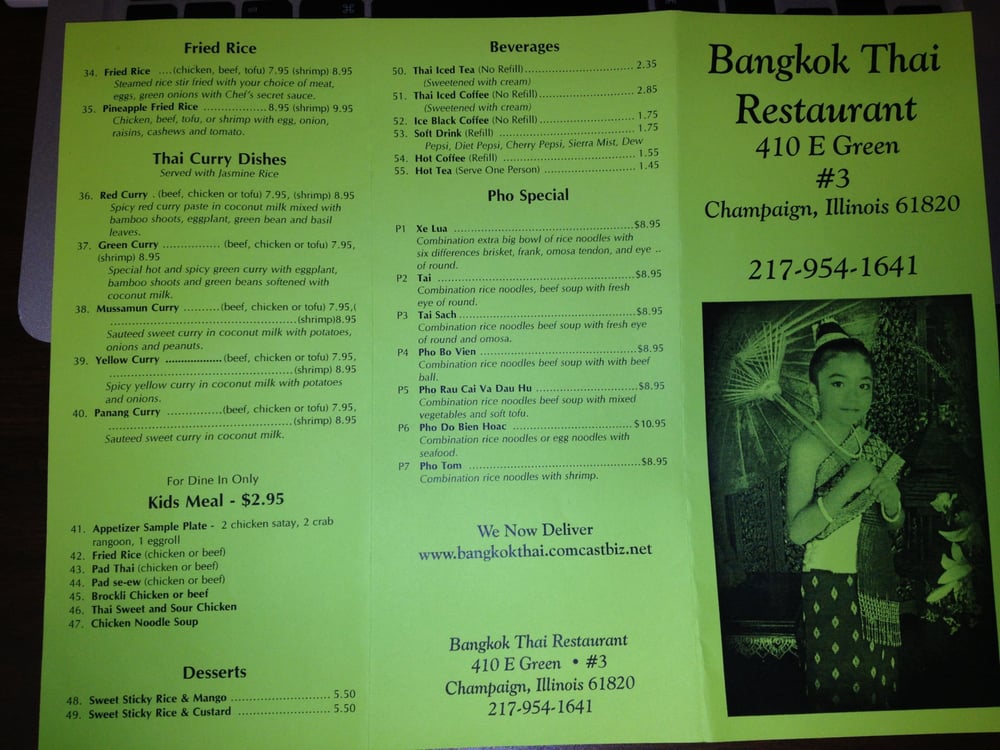 Fried Rice
34. Fried Rice ....(chicken, beef, tofu) 7.95 (shrimp) 8.95
Steamed rice stir fried with your choice of meat,
eggs, green onions with Chef's secret sauce.
35. Pineapple Fried Rice ..................8.95 (shrimp) 9.95
Chicken, beef, tofu, or shrimp with egg, onion,
raisins, cashews and tomato.
Thai Curry Dishes
Served with Jasmine Rice
36. Red Curry . (beef, chicken or tofu) 7.95, (shrimp) 8.95
Spicy red curry paste in coconut milk mixed with
bamboo shoots, eggplant, green bean and basil
leaves.
37. Green Curry ................ (beef, chicken or tofu) 7.95,
(shrimp) 8.95
Special hot and spicy green curry with eggplant,
bamboo shoots and green beans softened with
coconut milk.
38. Mussamun Curry ..........(beef, chicken or tofu) 7.95,(
....................................................(shrimp)8.95
Sauteed sweet curry in coconut milk with potatoes,
onions and peanuts.
39. Yellow Curry ..................(beef, chicken or tofu) 7.95,
....................................................(shrimp) 8.95
Spicy yellow curry in coconut milk with potatoes
and onions.
40. Panang Curry ...............(beef, chicken or tofu) 7.95,
....................................................(shrimp) 8.95
Sauteed sweet curry in coconut milk.
For Dine In Only
Kids Meal - $2.95
41. Appetizer Sample Plate - 2 chicken satay, 2 crab
rangoon, 1 eggroll
42. Fried Rice (chicken or beef)
43. Pad Thai (chicken or beef)
44. Pad se-ew (chicken or beef)
45. Brockli Chicken or beef
46. Thai Sweet and Sour Chicken
47. Chicken Noodle Soup
Desserts
48. Sweet Sticky Rice & Mango ........................ 5.50
49. Sweet Sticky Rice & Custard ....................... 5.50
Beverages
50. Thai Iced Tea (No Refill)............................ 2.35
(Sweetened with cream)
51. Thai Iced Coffee (No Refill)........................ 2.85
(Sweetened with cream)
52. Ice Black Coffee (No Refill) ........................ 1.75
53. Soft Drink (Refill) .................................. 1.75
Pepsi, Diet Pepsi, Cherry Pepsi, Sierra Mist, Dew
54. Hot Coffee (Refill) .................................. 1.55
55. Hot Tea (Serve One Person) ....................... 1.45
Pho Special
P1 Xe Lua ..................................................$8.95
Combination extra big bowl of rice noodles with
six differences brisket, frank, omosa tendon, and eye ..
of round.
P2 Tai .......................................................$8.95
Combination rice noodles, beef soup with fresh
eye of round.
P3 Tai Sach .................................................$8.95
Combination rice noodles beef soup with fresh eye
of round and omosa.
P4 Pho Bo Vien ............................................$8.95
Combination rice noodles beef soup with with beef
ball.
P5 Pho Rau Cai Va Dau Hu ............................$8.95
Combination rice noodles beef soup with mixed
vegetables and soft tofu.
P6 Pho Do Bien Hoac ...................................$10.95
Combination rice noodles or egg noodles with
seafood.
P7 Pho Tom ................................................$8.95
Combination rice noodles with shrimp.
We Now Deliver
www.bangkokthai.comcastbiz.net
Bangkok Thai Restaurant
410 E Green • #3
Champaign, Illinois 61820
217-954-1641
Bangkok Thai
Restaurant
410 E Green
#3
Champaign, Illinois 61820
217-954-1641